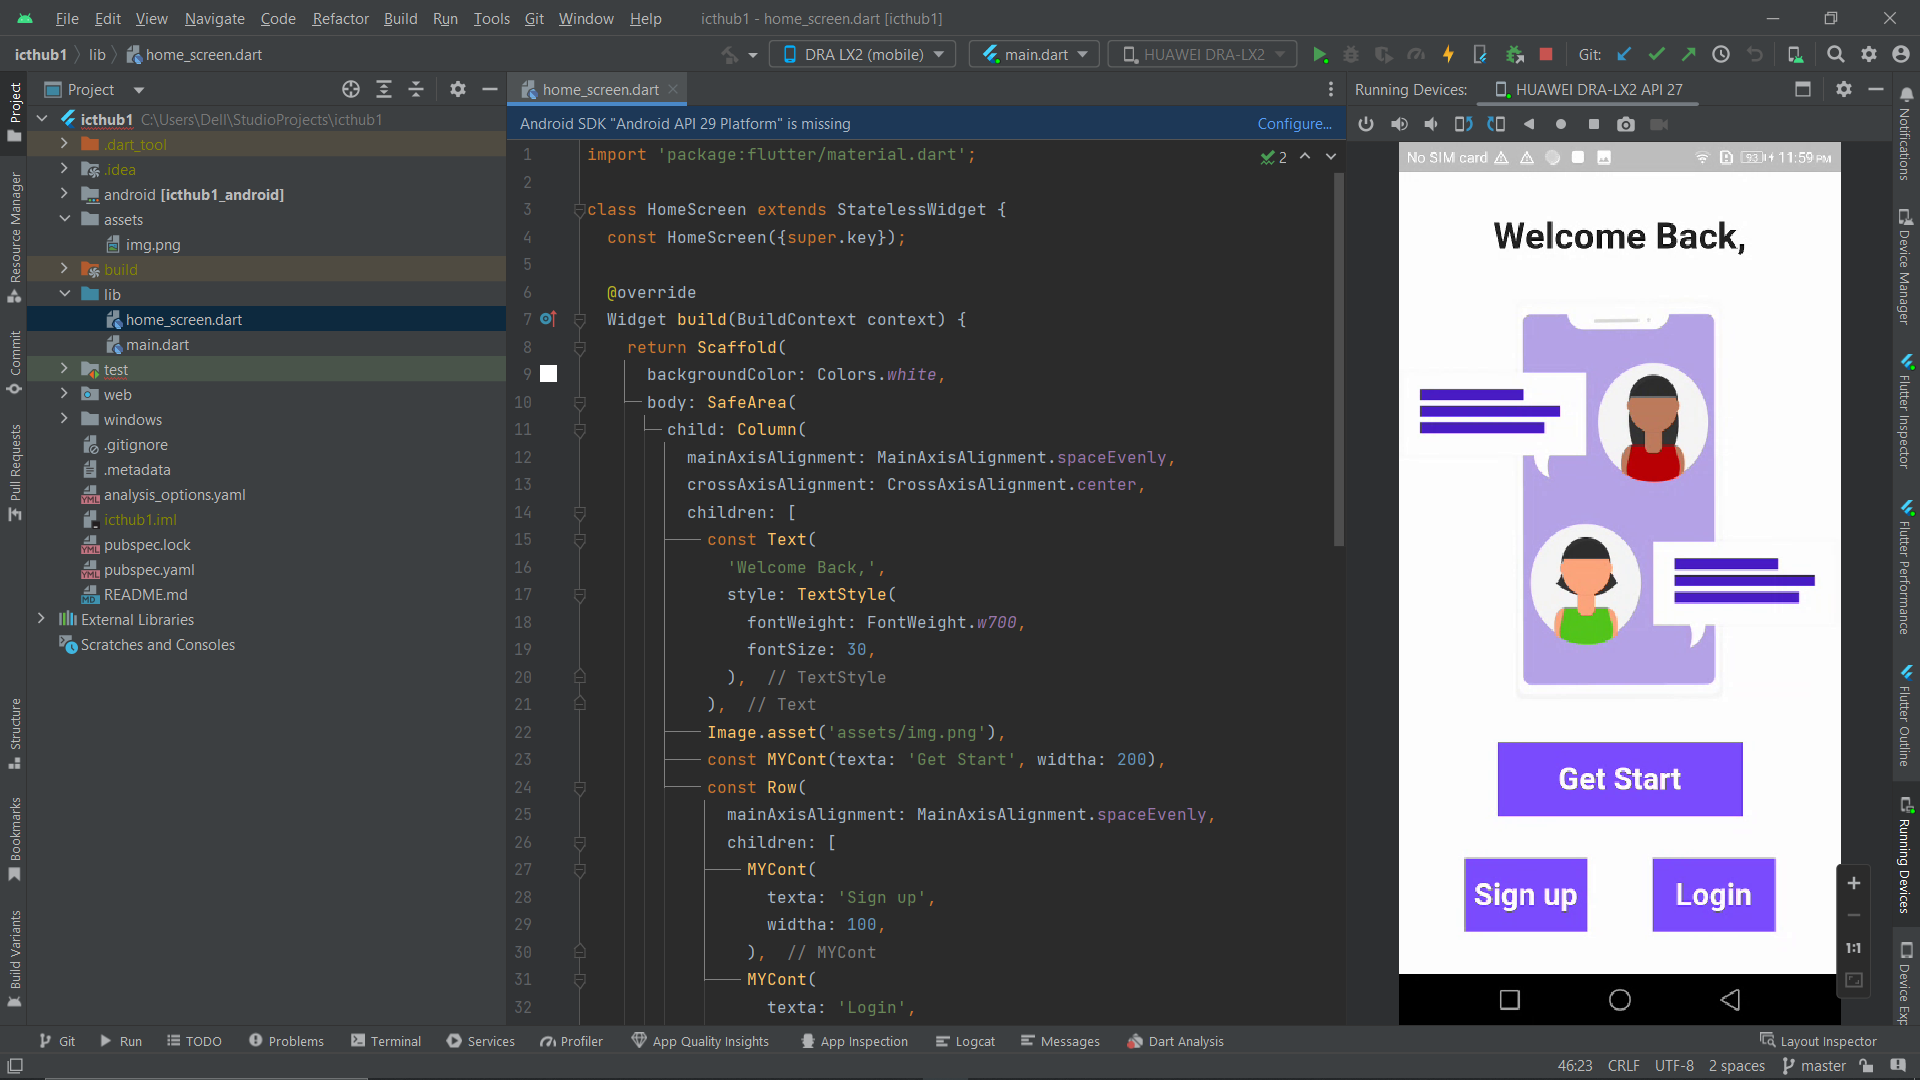 File Edit View Navigate Code Refactor Build Run Tools Git Window Help icthub1 - home_screen.dart [icthub1]
icthub1 lib home_screen.dart DRA LX2 (mobile) main.dart HUAWEI DRA-LX2 Git:
Project
home_screen.dart
Running Devices: HUAWEI DRA-LX2 API 27
Android SDK "Android API 29 Platform" is missing Configure...
icthub1 C:\Users\Dell\StudioProjects\icthub1
.dart_tool
.idea
android [icthub1_android]
assets
img.png
build
lib
home_screen.dart
main.dart
test
web
windows
.gitignore
.metadata
analysis_options.yaml
icthub1.iml
pubspec.lock
pubspec.yaml
README.md
External Libraries
Scratches and Consoles
2
1 import 'package:flutter/material.dart';
2
3 class HomeScreen extends StatelessWidget {
4 const HomeScreen({super.key});
5
6 @override
7 Widget build(BuildContext context) {
8 return Scaffold(
9 backgroundColor: Colors.white,
10 body: SafeArea(
11 child: Column(
12 mainAxisAlignment: MainAxisAlignment.spaceEvenly,
13 crossAxisAlignment: CrossAxisAlignment.center,
14 children: [
15 const Text(
16 'Welcome Back,',
17 style: TextStyle(
18 fontWeight: FontWeight.w700,
19 fontSize: 30,
20 ), // TextStyle
21 ), // Text
22 Image.asset('assets/img.png'),
23 const MYCont(texta: 'Get Start', widtha: 200),
24 const Row(
25 mainAxisAlignment: MainAxisAlignment.spaceEvenly,
26 children: [
27 MYCont(
28 texta: 'Sign up',
29 widtha: 100,
30 ), // MYCont
31 MYCont(
32 texta: 'Login',
No SIM card 93 11:59 PM
Welcome Back,
Get Start
Sign up Login
1:1
Project
Resource Manager
Commit
Pull Requests
Structure
Bookmarks
Build Variants
Notifications
Device Manager
Flutter Inspector
Flutter Performance
Flutter Outline
Running Devices
Device Exp
Git Run TODO Problems Terminal Services Profiler App Quality Insights App Inspection Logcat Messages Dart Analysis Layout Inspector
46:23 CRLF UTF-8 2 spaces master